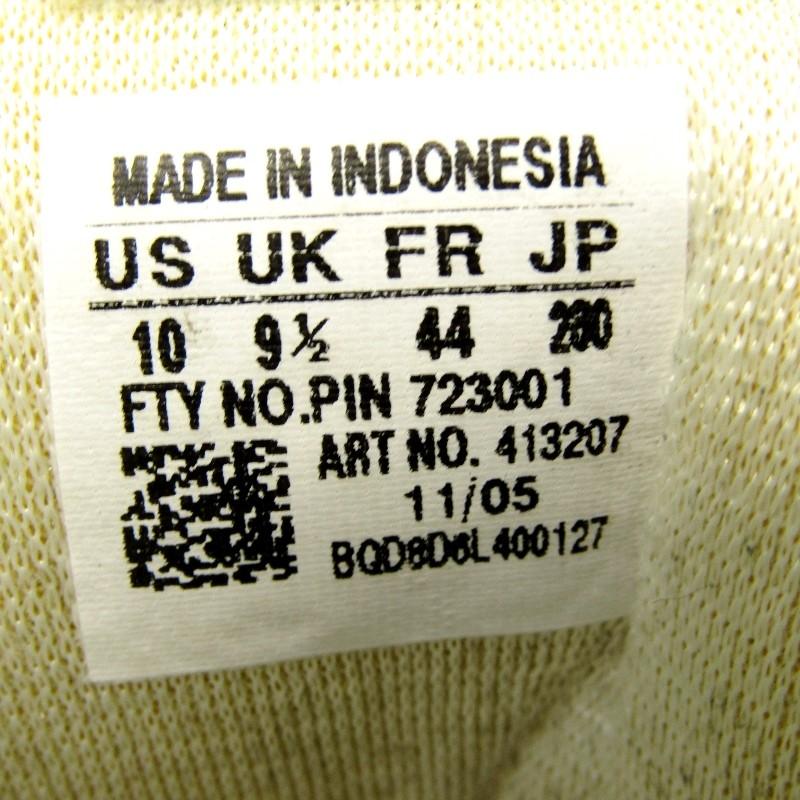 MADE IN INDONESIA
US UK FR JP
10 9½ 44 280
FTY NO.PIN 723001
ART NO. 413207
11/05
BQD8D6L400127